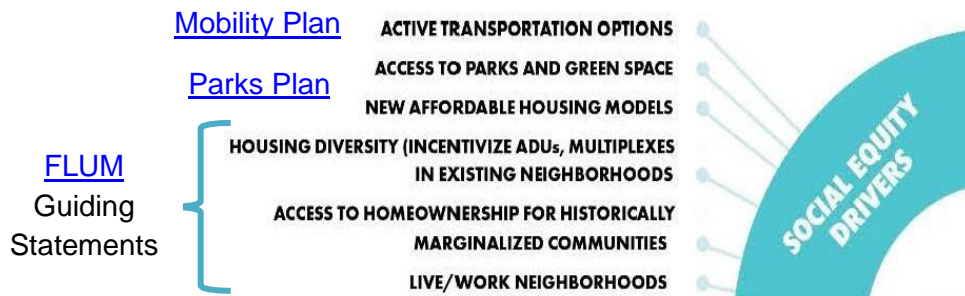 Mobility Plan
ACTIVE TRANSPORTATION OPTIONS
ACCESS TO PARKS AND GREEN SPACE
Parks Plan
NEW AFFORDABLE HOUSING MODELS
HOUSING DIVERSITY (INCENTIVIZE ADUs, MULTIPLEXES
IN EXISTING NEIGHBORHOODS
FLUM
Guiding
Statements
ACCESS TO HOMEOWNERSHIP FOR HISTORICALLY
MARGINALIZED COMMUNITIES
LIVE/WORK NEIGHBORHOODS
SOCIAL EQUITY
DRIVERS